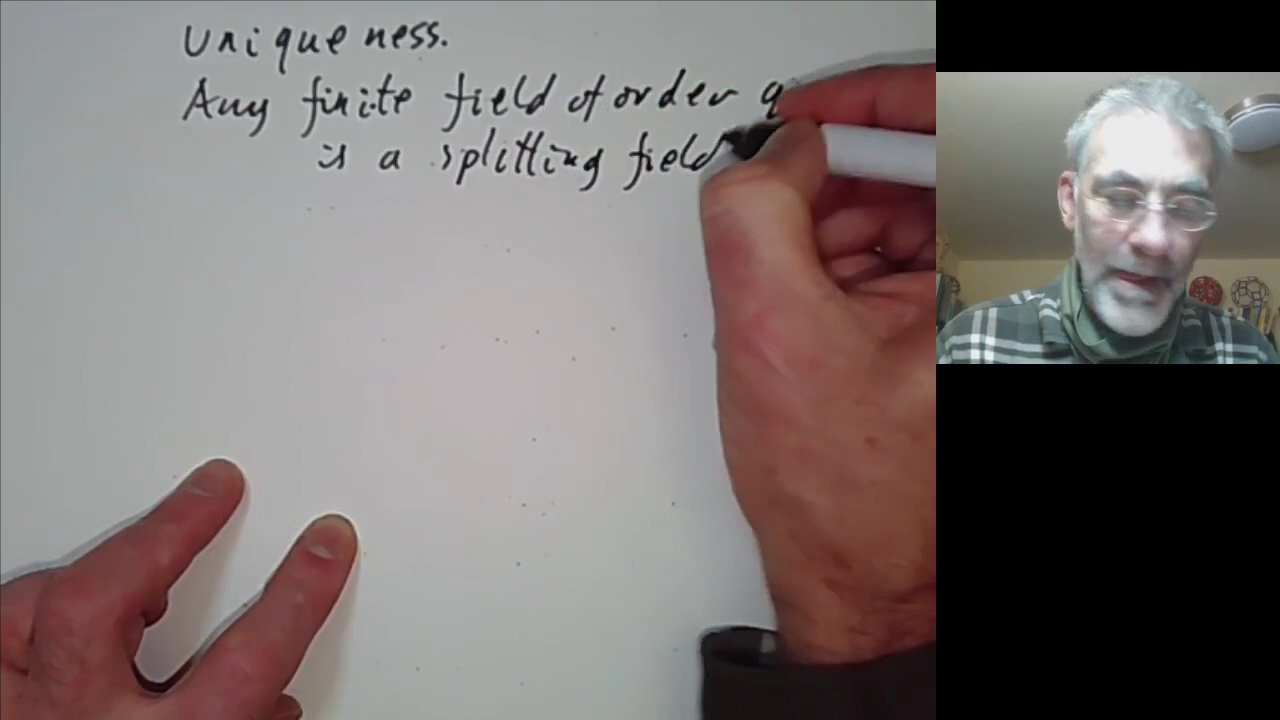 Uniqueness.
Any finite field of order q
is a splitting field